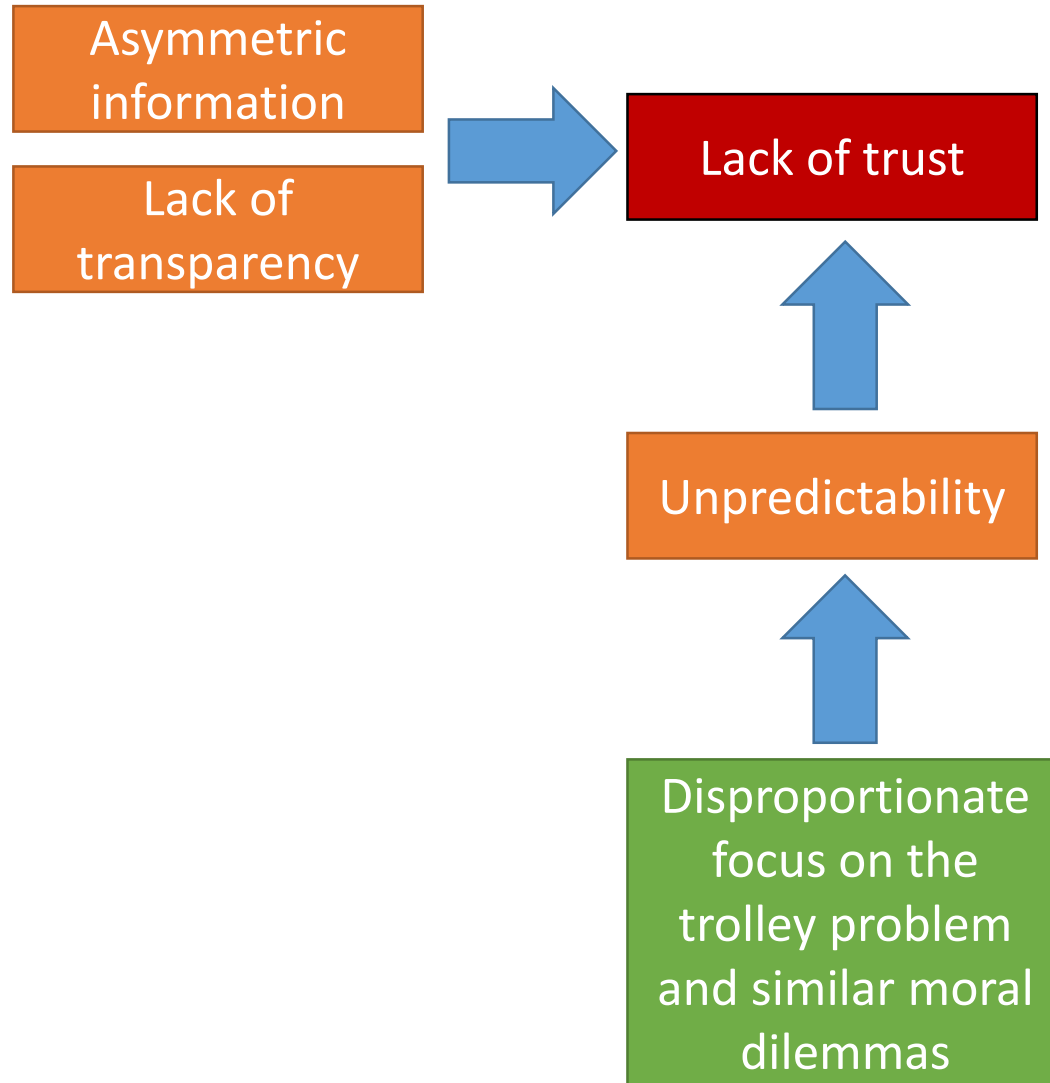 Asymmetric
information
Lack of
transparency
Lack of trust
Unpredictability
Disproportionate
focus on the
trolley problem
and similar moral
dilemmas